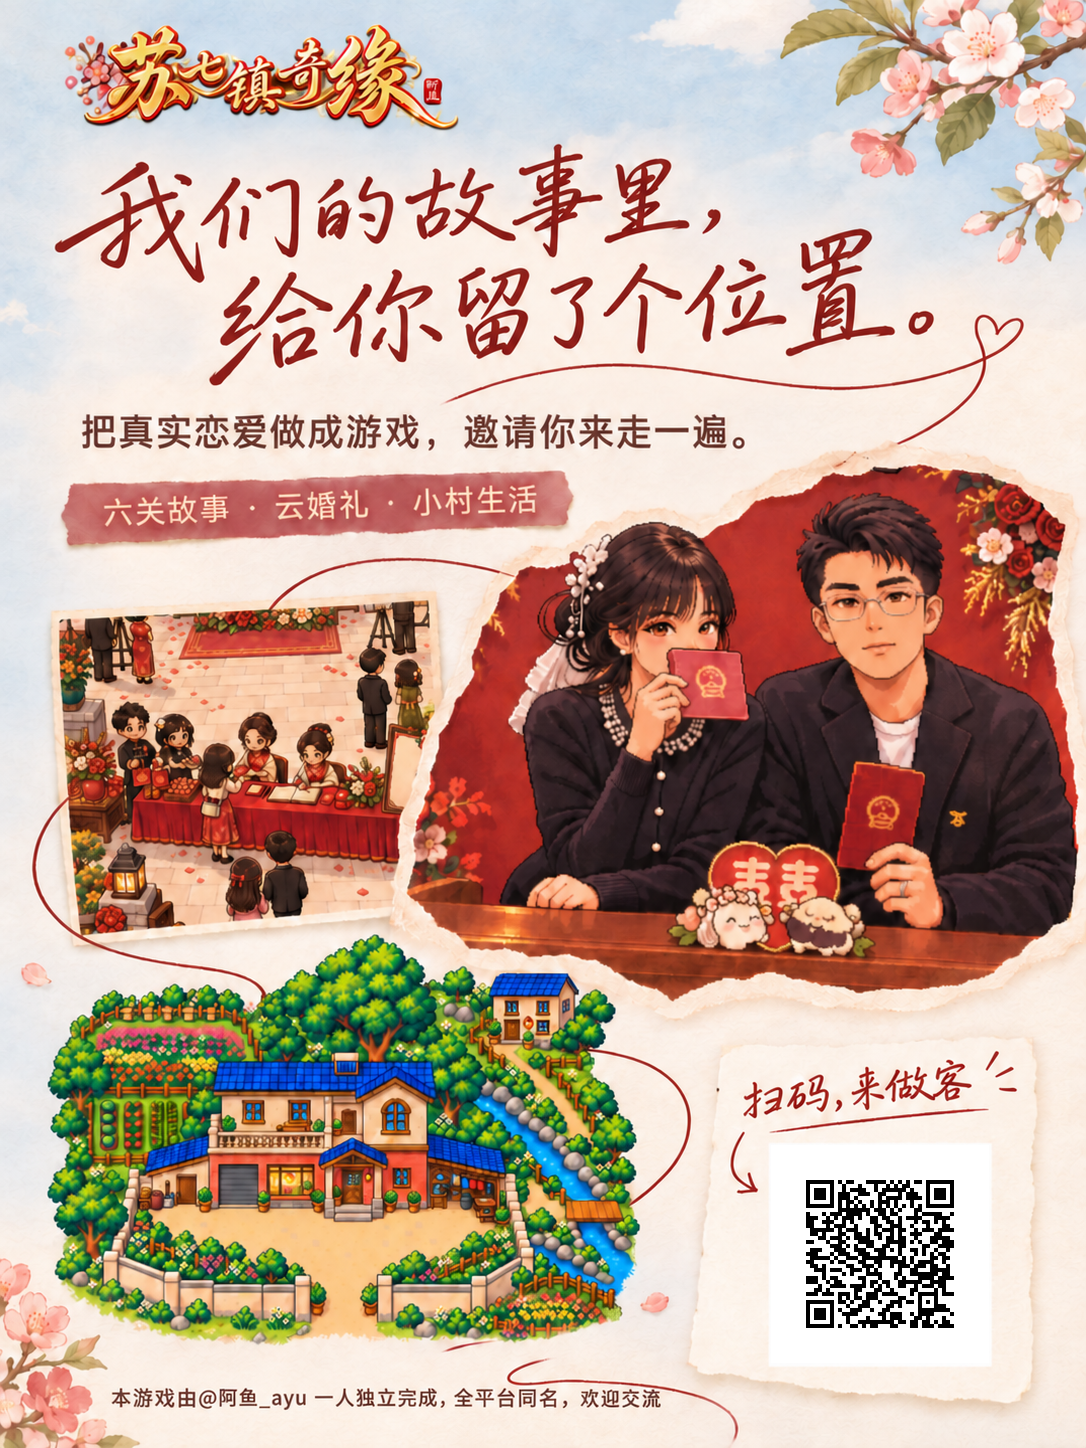 苏七镇奇缘
我们的故事里，
给你留了个位置。
把真实恋爱做成游戏，邀请你来走一遍。
六关故事 · 云婚礼 · 小村生活
囍
扫码，来做客
本游戏由@阿鱼_ayu 一人独立完成，全平台同名，欢迎交流